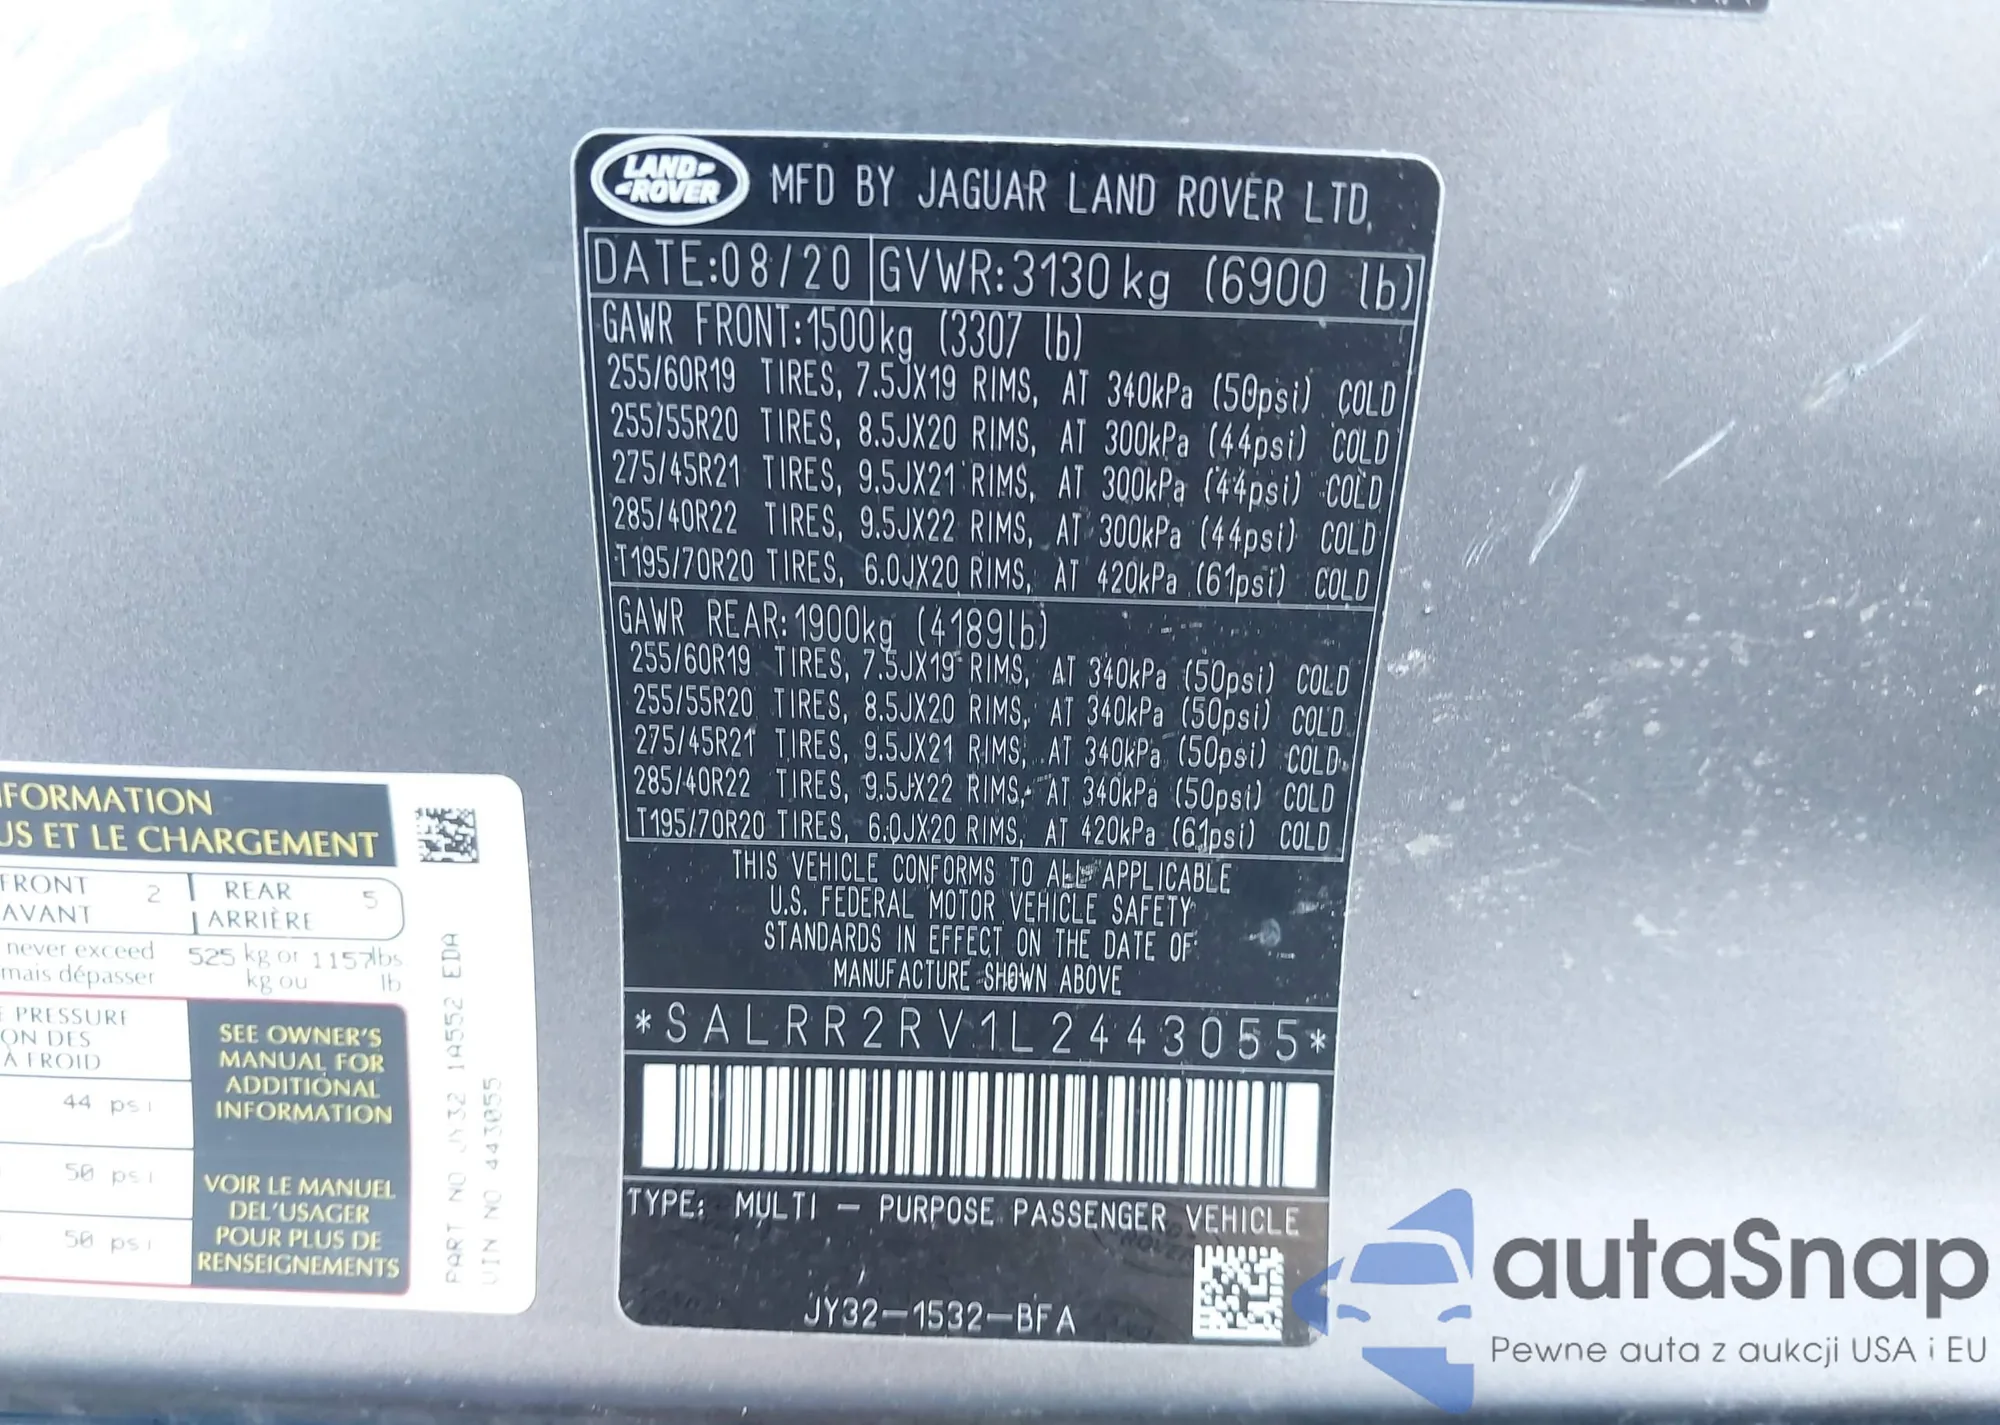 LAND ROVER
MFD BY JAGUAR LAND ROVER LTD.
DATE:08/20 GVWR:3130kg (6900 lb)
GAWR FRONT:1500kg (3307 lb)
255/60R19 TIRES, 7.5JX19 RIMS, AT 340kPa (50psi) COLD
255/55R20 TIRES, 8.5JX20 RIMS, AT 300kPa (44psi) COLD
275/45R21 TIRES, 9.5JX21 RIMS, AT 300kPa (44psi) COLD
285/40R22 TIRES, 9.5JX22 RIMS, AT 300kPa (44psi) COLD
T195/70R20 TIRES, 6.0JX20 RIMS, AT 420kPa (61psi) COLD
GAWR REAR:1900kg (4189lb)
255/60R19 TIRES, 7.5JX19 RIMS, AT 340kPa (50psi) COLD
255/55R20 TIRES, 8.5JX20 RIMS, AT 340kPa (50psi) COLD
275/45R21 TIRES, 9.5JX21 RIMS, AT 340kPa (50psi) COLD
285/40R22 TIRES, 9.5JX22 RIMS, AT 340kPa (50psi) COLD
T195/70R20 TIRES, 6.0JX20 RIMS, AT 420kPa (61psi) COLD
THIS VEHICLE CONFORMS TO ALL APPLICABLE
U.S. FEDERAL MOTOR VEHICLE SAFETY
STANDARDS IN EFFECT ON THE DATE OF
MANUFACTURE SHOWN ABOVE
*SALRR2RV1L2443055*
TYPE: MULTI - PURPOSE PASSENGER VEHICLE
JY32-1532-BFA
FORMATION
US ET LE CHARGEMENT
FRONT 2 REAR 5
AVANT ARRIÈRE
never exceed 525 kg or 1157lbs
mais dépasser kg ou lb
PRESSURE
ON DES
À FROID
44 psi
50 psi
50 psi
SEE OWNER'S
MANUAL FOR
ADDITIONAL
INFORMATION
VOIR LE MANUEL
DEL'USAGER
POUR PLUS DE
RENSEIGNEMENTS
PART NO JY32 1A552 EDA
VIN NO 443055
autaSnap
Pewne auta z aukcji USA i EU